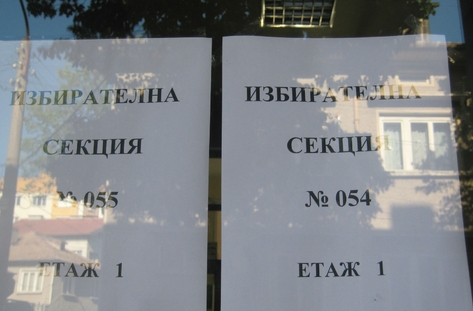 ИЗБИРАТЕЛНА
СЕКЦИЯ
№ 055
ЕТАЖ 1
ИЗБИРАТЕЛНА
СЕКЦИЯ
№ 054
ЕТАЖ 1